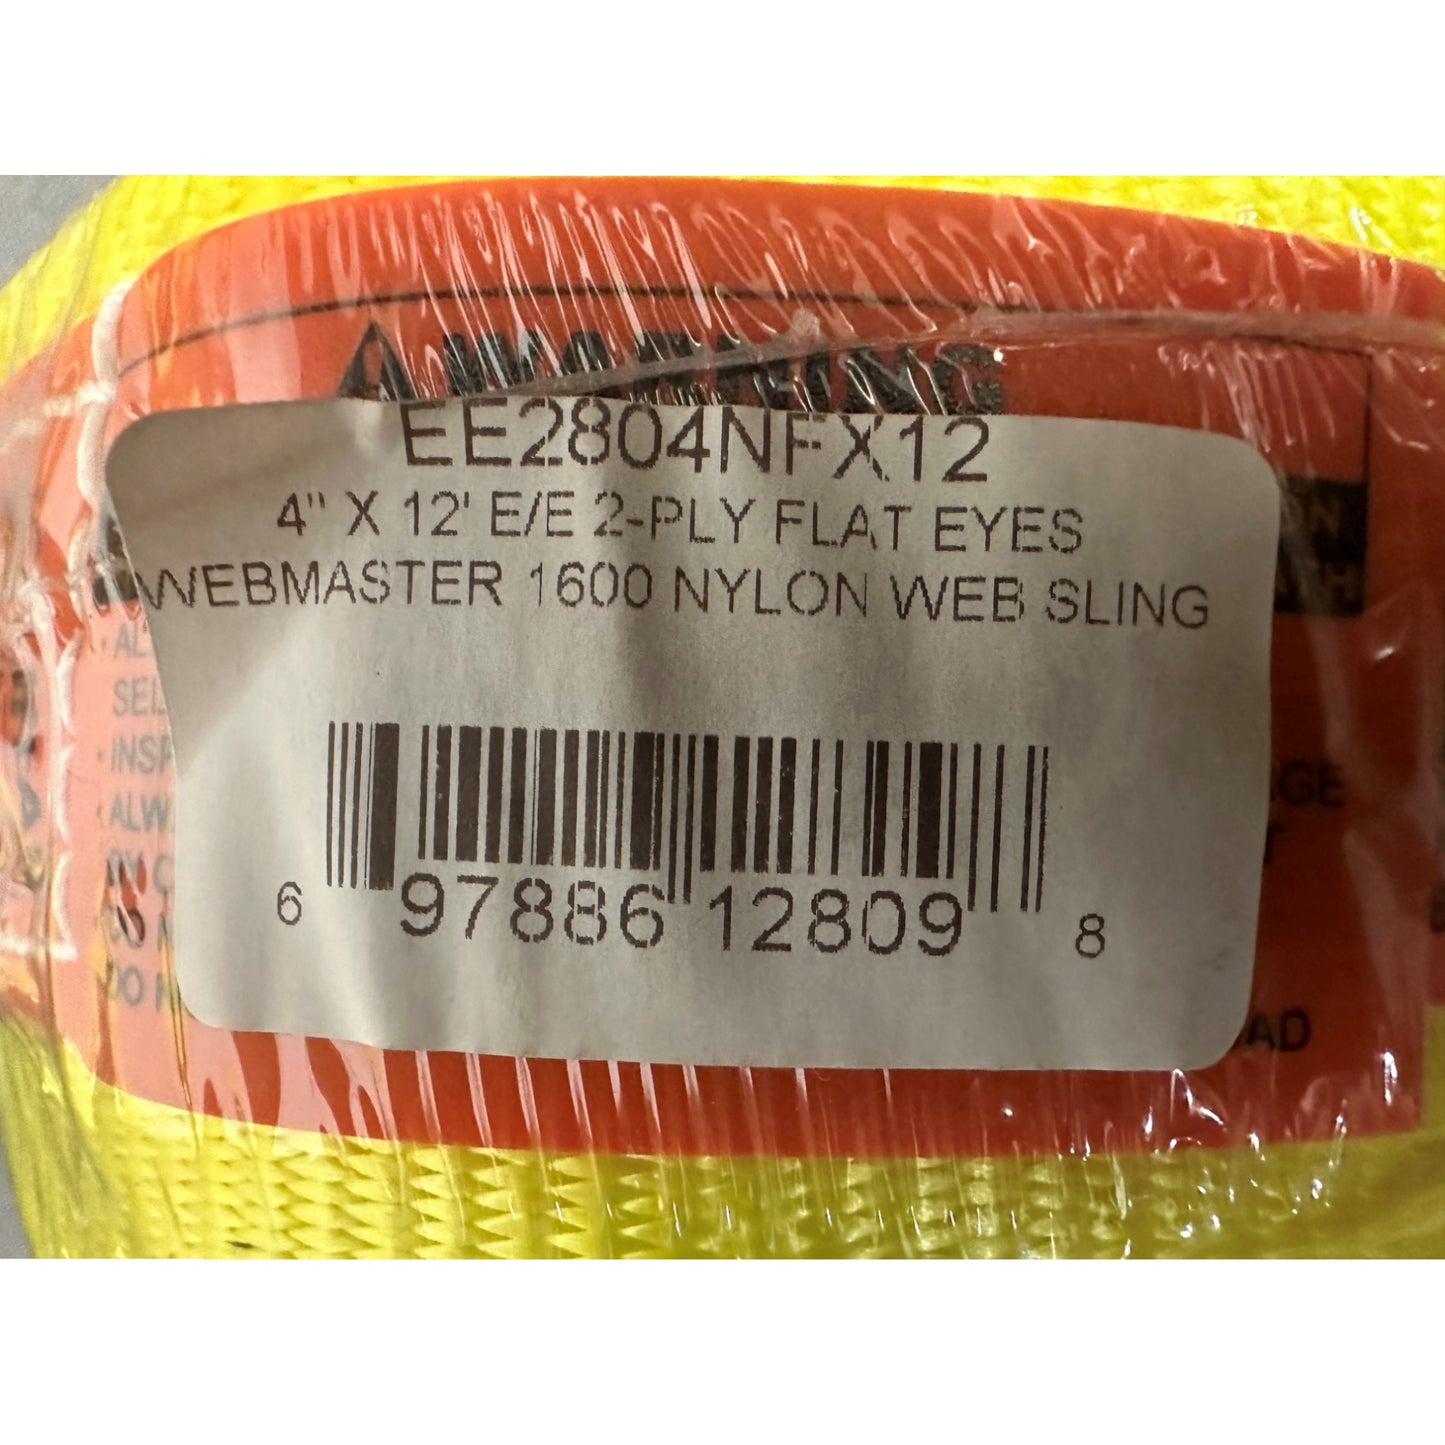 WARNING
EE2804NFX12
4" X 12' E/E 2-PLY FLAT EYES
WEBMASTER 1600 NYLON WEB SLING
6 97886 12809 8